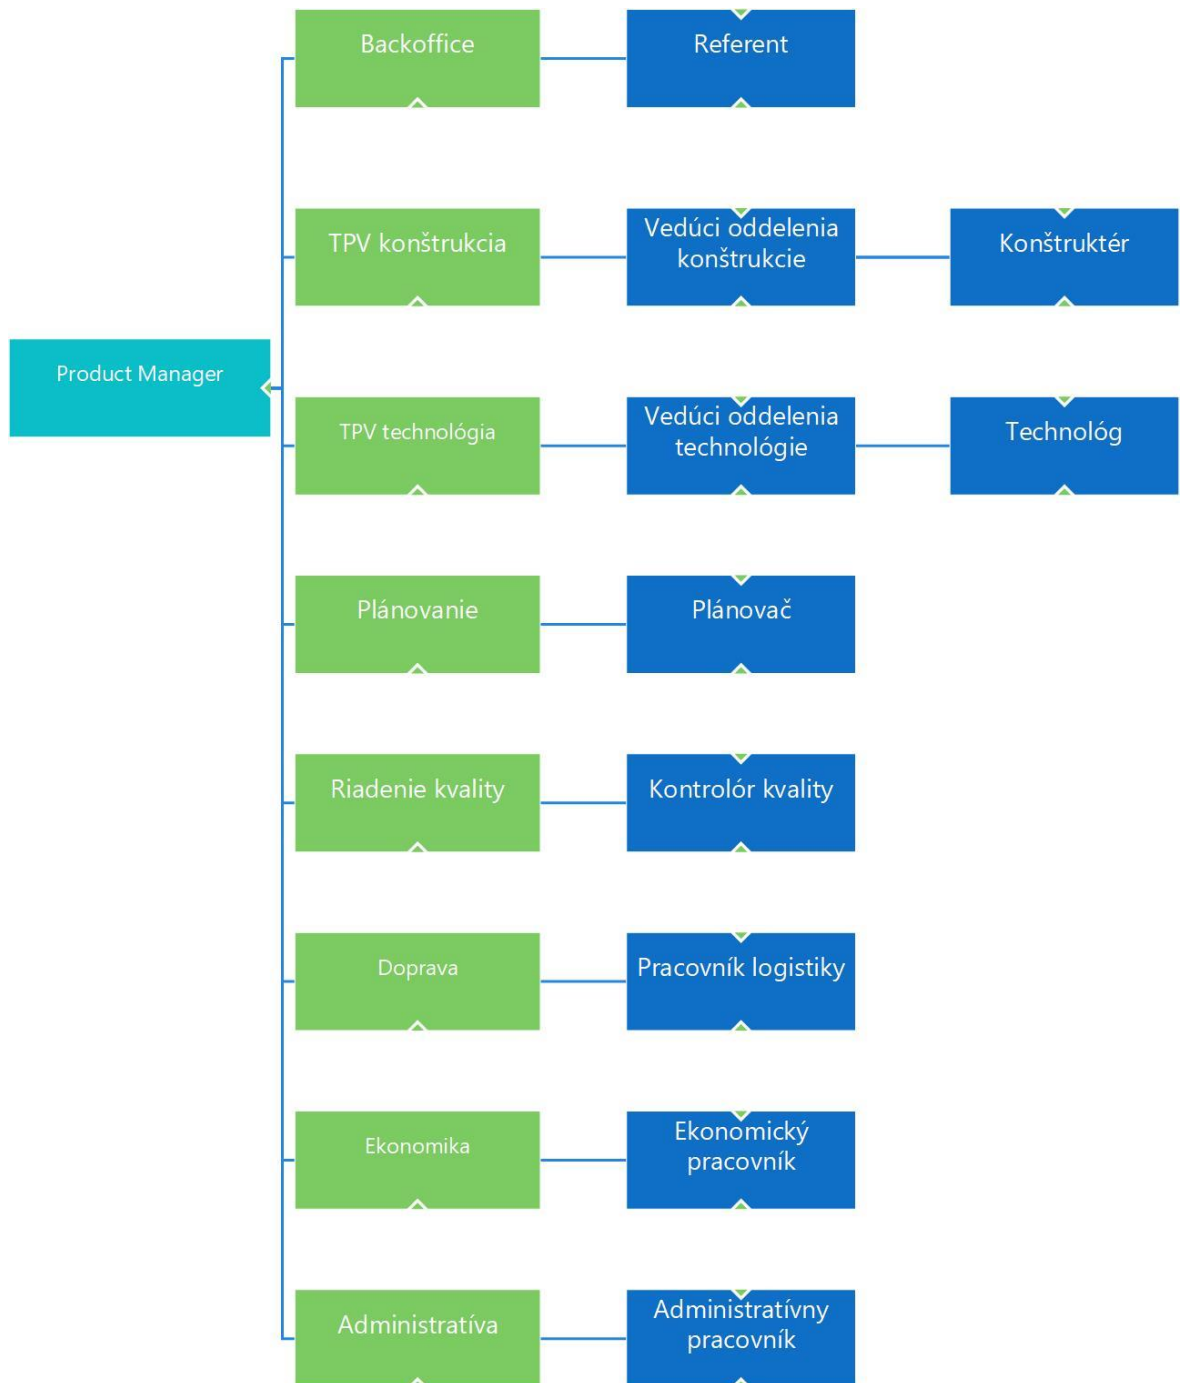 Backoffice
Referent
TPV konštrukcia
Vedúci oddelenia
konštrukcie
Konštruktér
Product Manager
TPV technológia
Vedúci oddelenia
technológie
Technológ
Plánovanie
Plánovač
Riadenie kvality
Kontrolór kvality
Doprava
Pracovník logistiky
Ekonomika
Ekonomický
pracovník
Administratíva
Administratívny
pracovník